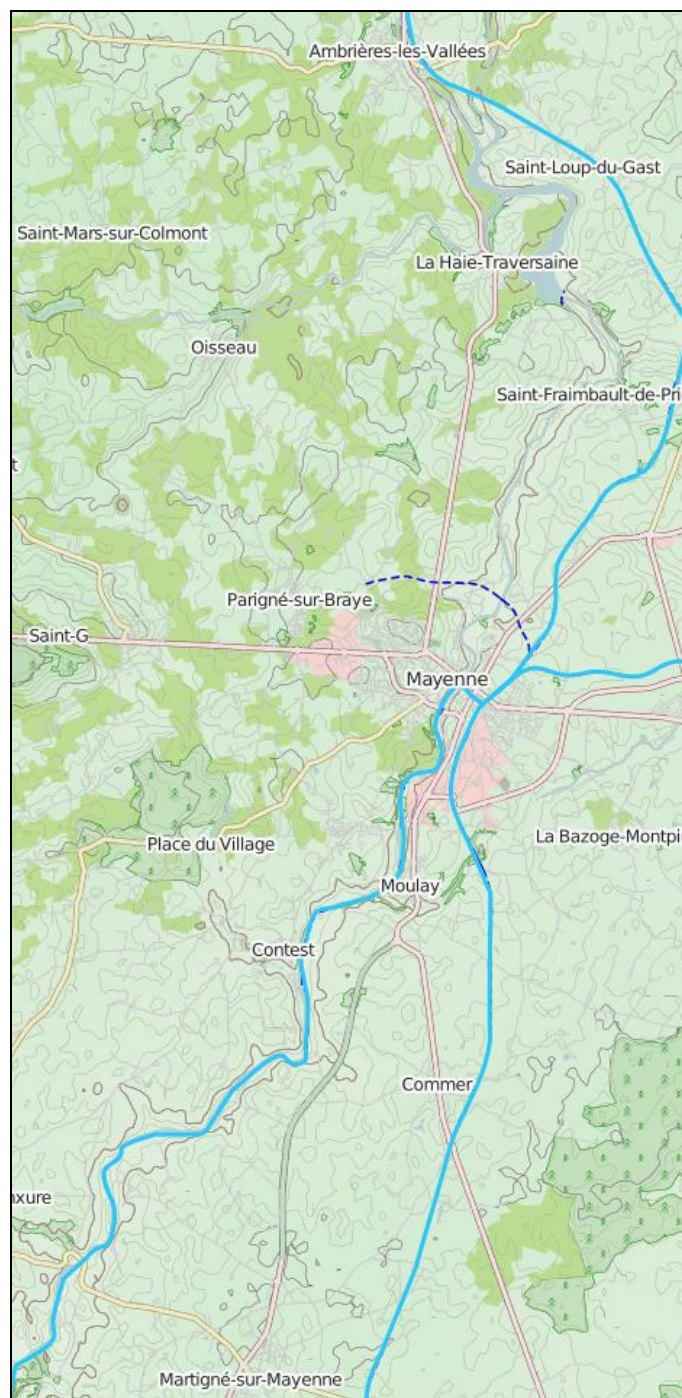 Ambrières-les-Vallées
Saint-Loup-du-Gast
Saint-Mars-sur-Colmont
La Haie-Traversaine
Oisseau
Saint-Fraimbault-de-Pri
t
Parigné-sur-Braye
Saint-G
Mayenne
La Bazoge-Montpi
Place du Village
Moulay
Contest
Commer
nxure
Martigné-sur-Mayenne